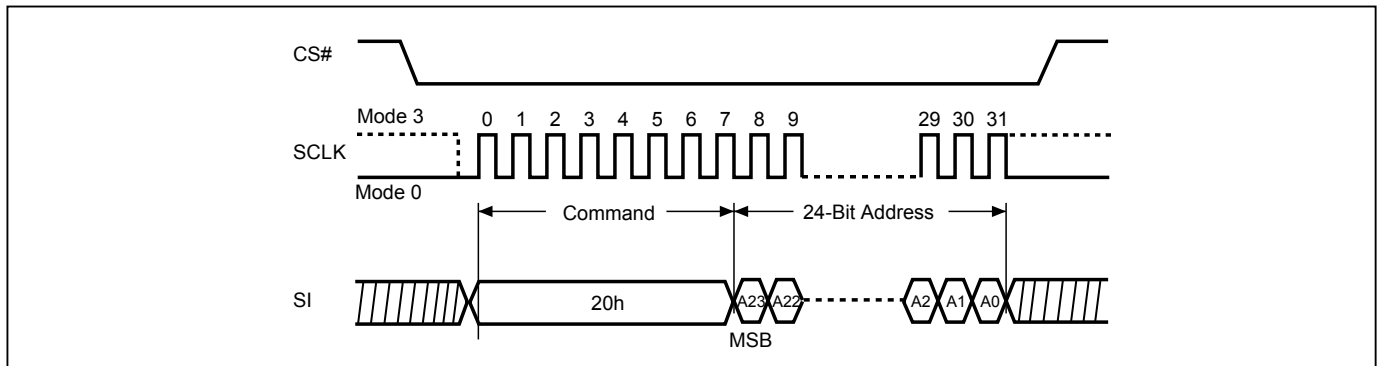 CS#
Mode 3
0 1 2 3 4 5 6 7 8 9 29 30 31
SCLK
Mode 0
Command 24-Bit Address
SI 20h A23 A22 A2 A1 A0
MSB